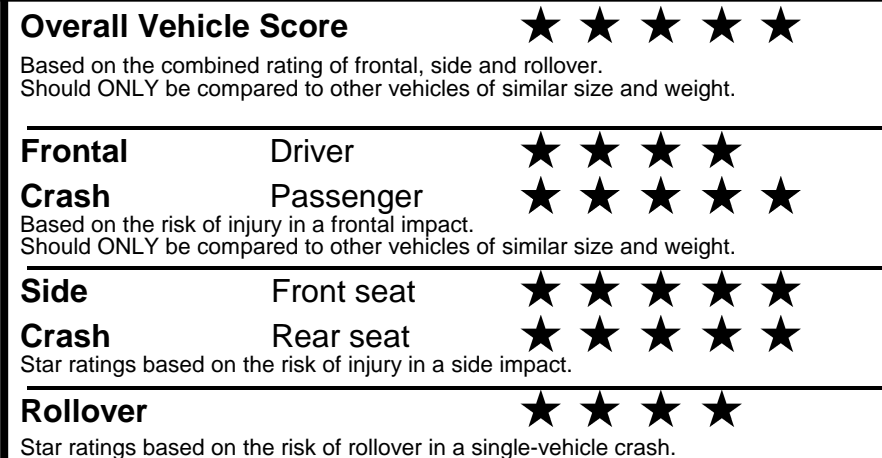 Overall Vehicle Score ★ ★ ★ ★ ★
Based on the combined rating of frontal, side and rollover.
Should ONLY be compared to other vehicles of similar size and weight.
Frontal Driver ★ ★ ★ ★
Crash Passenger ★ ★ ★ ★ ★
Based on the risk of injury in a frontal impact.
Should ONLY be compared to other vehicles of similar size and weight.
Side Front seat ★ ★ ★ ★ ★
Crash Rear seat ★ ★ ★ ★ ★
Star ratings based on the risk of injury in a side impact.
Rollover ★ ★ ★ ★
Star ratings based on the risk of rollover in a single-vehicle crash.